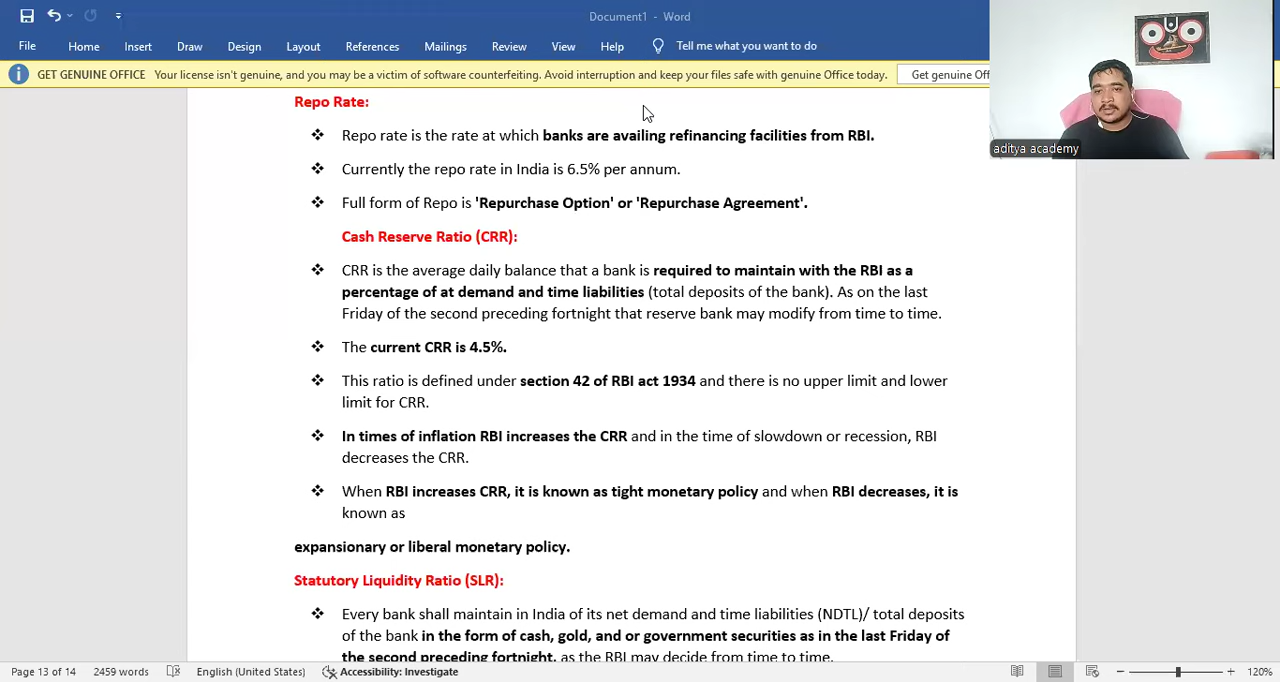 Document1 - Word
File Home Insert Draw Design Layout References Mailings Review View Help Tell me what you want to do
GET GENUINE OFFICE Your license isn't genuine, and you may be a victim of software counterfeiting. Avoid interruption and keep your files safe with genuine Office today. Get genuine Off
aditya academy
Repo Rate:
❖ Repo rate is the rate at which banks are availing refinancing facilities from RBI.
❖ Currently the repo rate in India is 6.5% per annum.
❖ Full form of Repo is 'Repurchase Option' or 'Repurchase Agreement'.
Cash Reserve Ratio (CRR):
❖ CRR is the average daily balance that a bank is required to maintain with the RBI as a
percentage of at demand and time liabilities (total deposits of the bank). As on the last
Friday of the second preceding fortnight that reserve bank may modify from time to time.
❖ The current CRR is 4.5%.
❖ This ratio is defined under section 42 of RBI act 1934 and there is no upper limit and lower
limit for CRR.
❖ In times of inflation RBI increases the CRR and in the time of slowdown or recession, RBI
decreases the CRR.
❖ When RBI increases CRR, it is known as tight monetary policy and when RBI decreases, it is
known as
expansionary or liberal monetary policy.
Statutory Liquidity Ratio (SLR):
❖ Every bank shall maintain in India of its net demand and time liabilities (NDTL)/ total deposits
of the bank in the form of cash, gold, and or government securities as in the last Friday of
the second preceding fortnight, as the RBI may decide from time to time.
Page 13 of 14 2459 words English (United States) Accessibility: Investigate 120%